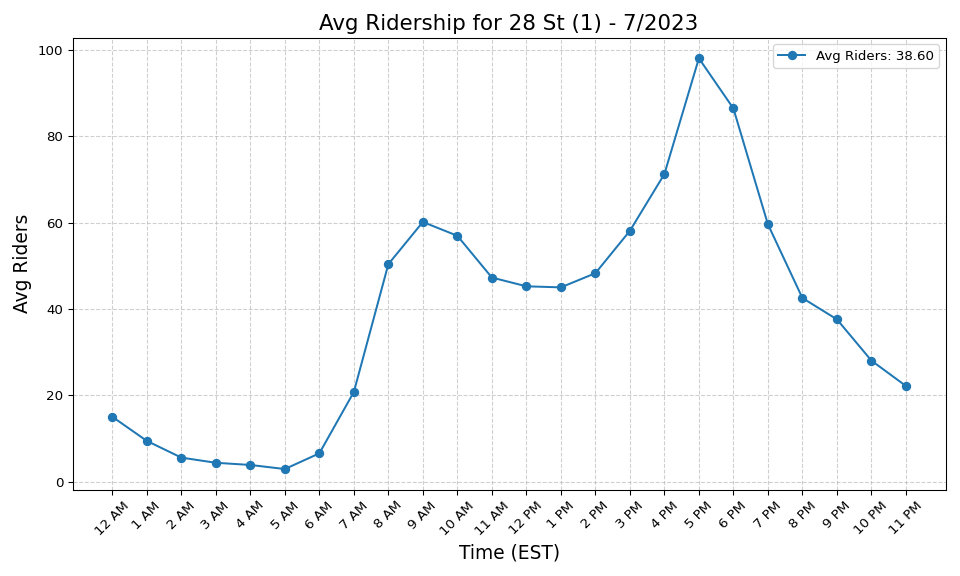 Avg Ridership for 28 St (1) - 7/2023
Avg Riders: 38.60
Avg Riders
100
80
60
40
20
0
12 AM
1 AM
2 AM
3 AM
4 AM
5 AM
6 AM
7 AM
8 AM
9 AM
10 AM
11 AM
12 PM
1 PM
2 PM
3 PM
4 PM
5 PM
6 PM
7 PM
8 PM
9 PM
10 PM
11 PM
Time (EST)